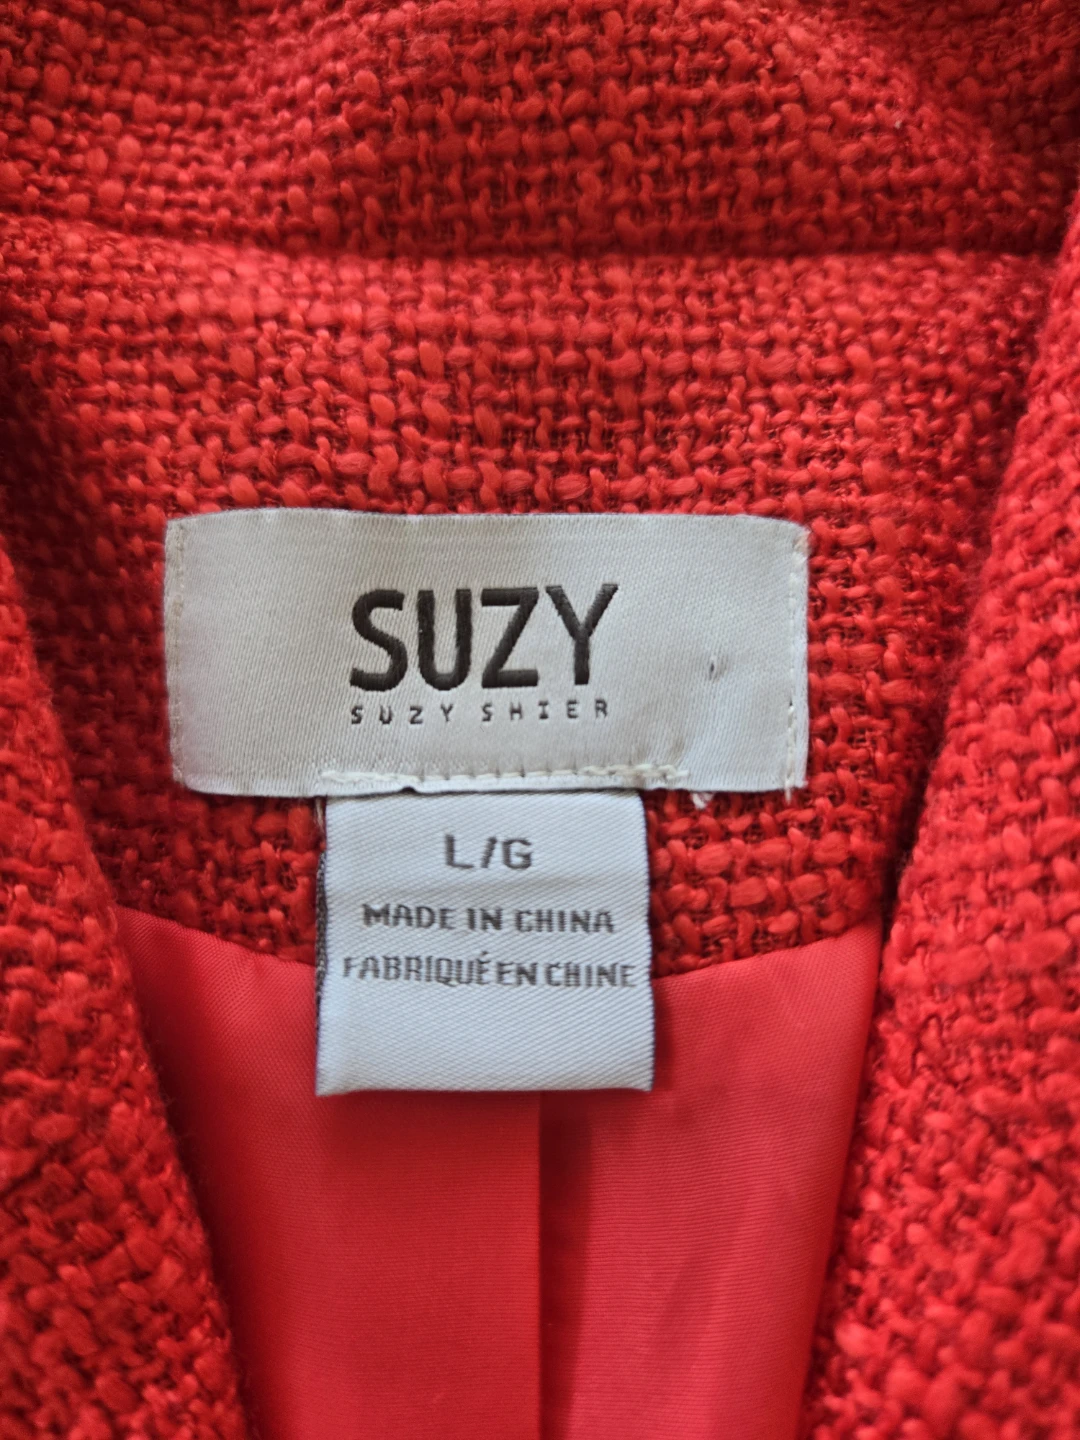 SUZY
SUZY SHIER
L/G
MADE IN CHINA
FABRIQUÉ EN CHINE